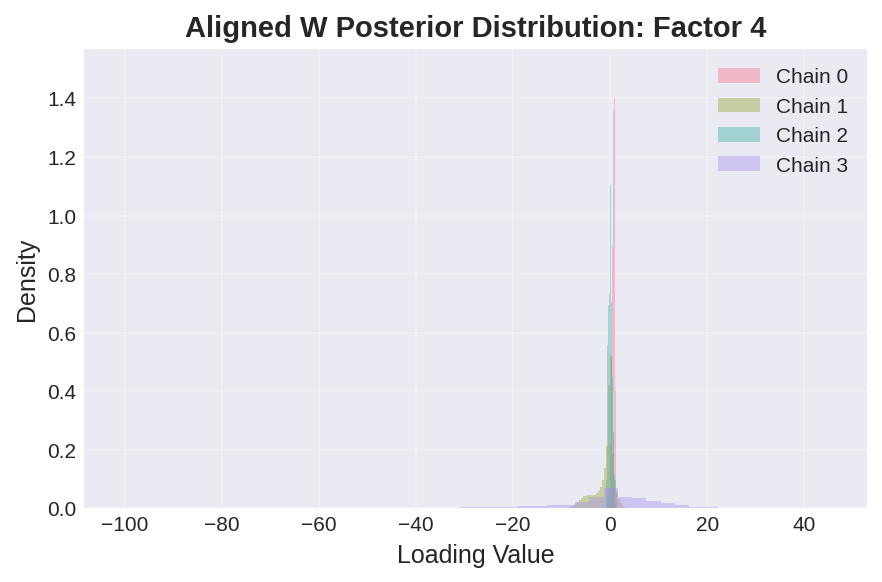 Aligned W Posterior Distribution: Factor 4
Chain 0
Chain 1
Chain 2
Chain 3
Density
1.4
1.2
1.0
0.8
0.6
0.4
0.2
0.0
−100 −80 −60 −40 −20 0 20 40
Loading Value